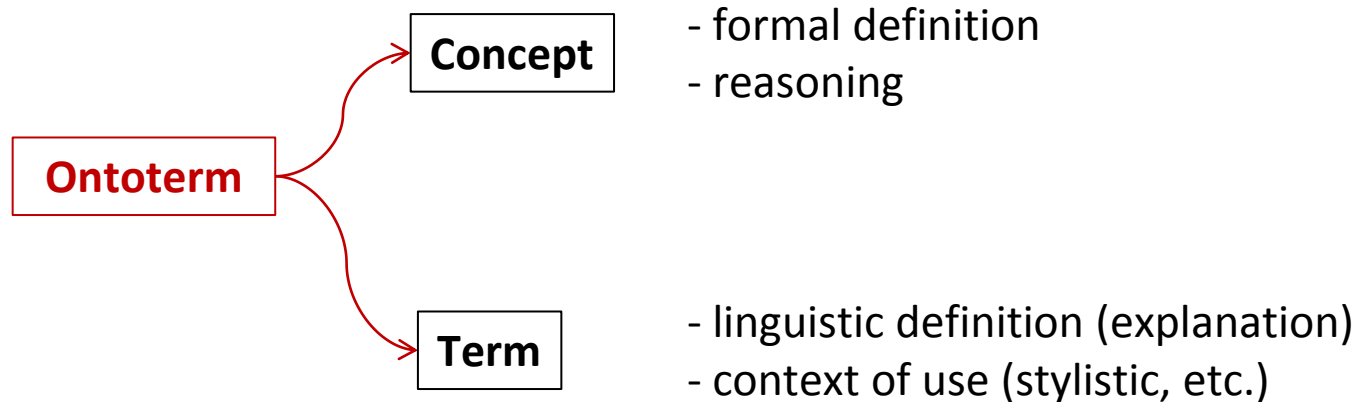 Concept
- formal definition
- reasoning
Ontoterm
Term
- linguistic definition (explanation)
- context of use (stylistic, etc.)